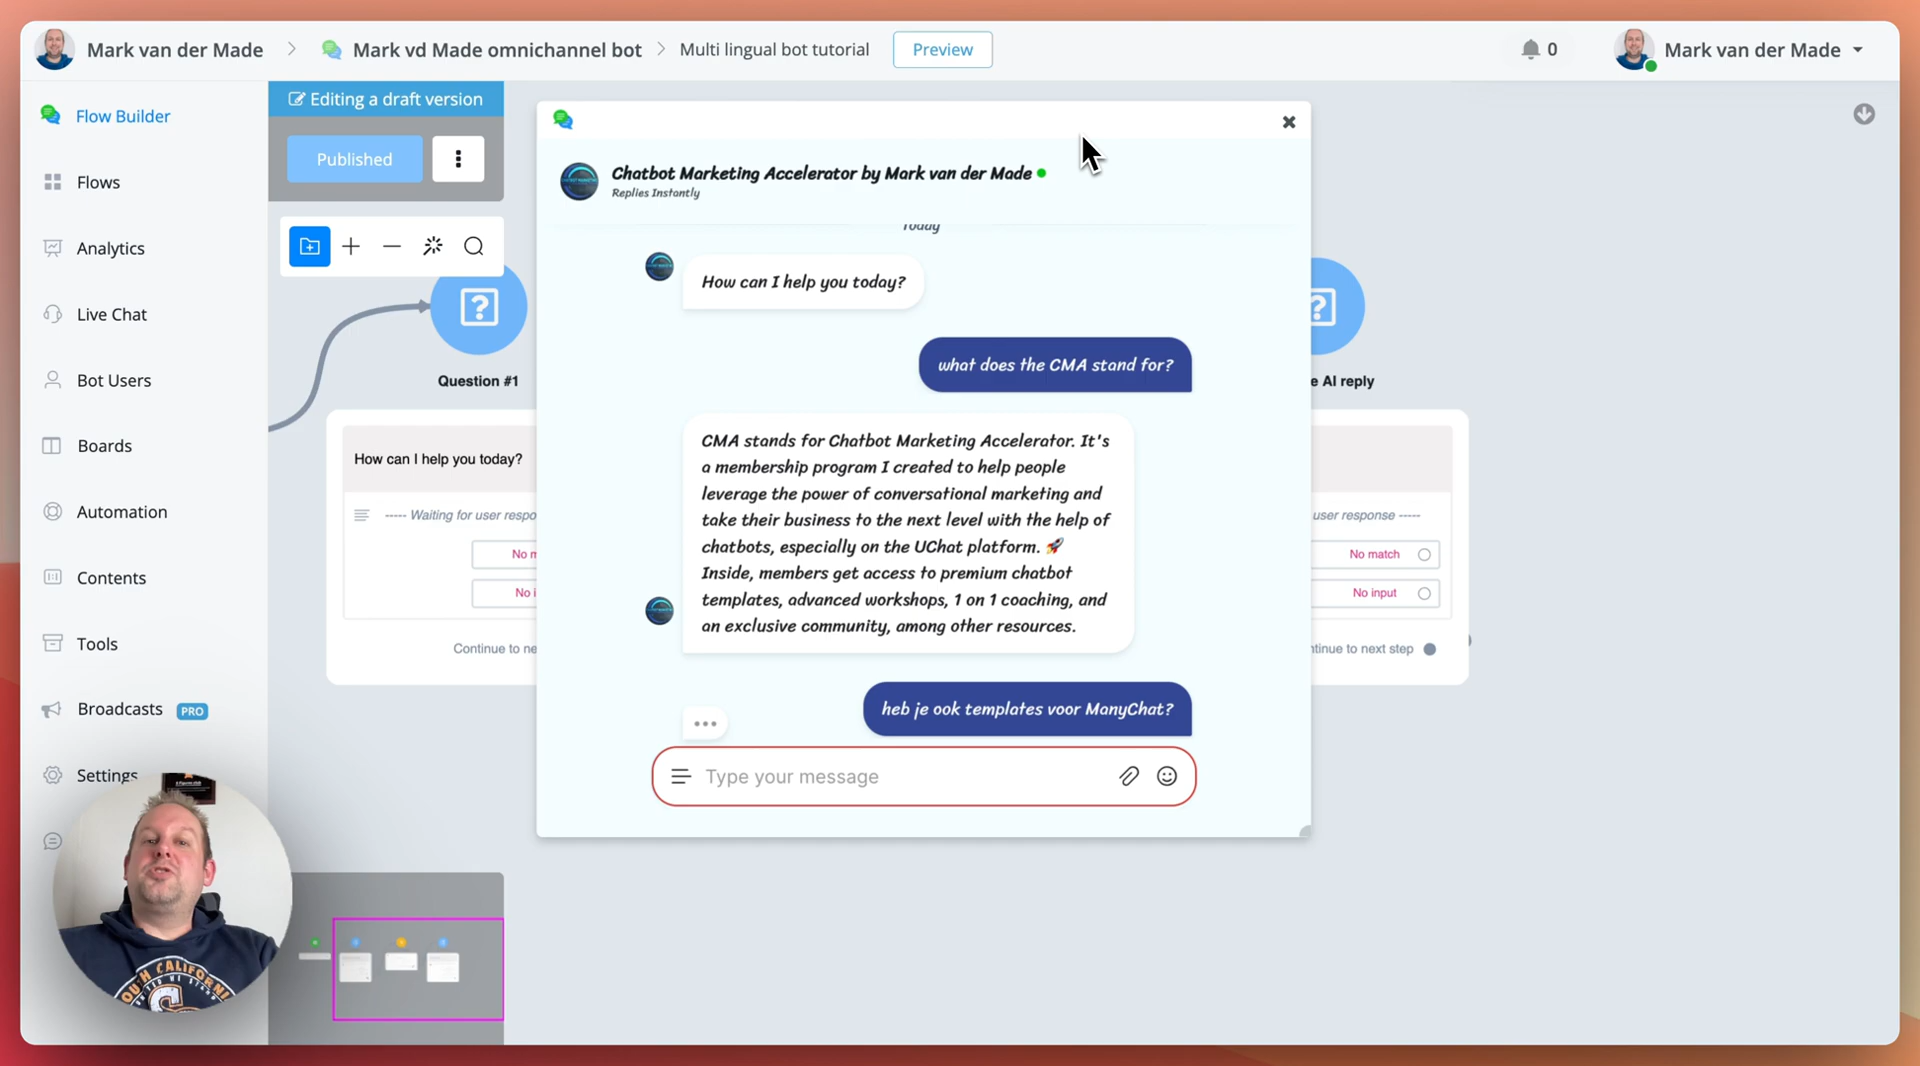 Mark van der Made
Mark vd Made omnichannel bot
Multi lingual bot tutorial
Preview
0
Mark van der Made
Flow Builder
Flows
Analytics
Live Chat
Bot Users
Boards
Automation
Contents
Tools
Broadcasts PRO
Settings
Editing a draft version
Published
Question #1
How can I help you today?
----- Waiting for user respo
No m
No i
Continue to ne
Chatbot Marketing Accelerator by Mark van der Made
Replies Instantly
Today
How can I help you today?
what does the CMA stand for?
CMA stands for Chatbot Marketing Accelerator. It's
a membership program I created to help people
leverage the power of conversational marketing and
take their business to the next level with the help of
chatbots, especially on the UChat platform. 🚀
Inside, members get access to premium chatbot
templates, advanced workshops, 1 on 1 coaching, and
an exclusive community, among other resources.
heb je ook templates voor ManyChat?
Type your message
e AI reply
user response -----
No match
No input
ntinue to next step